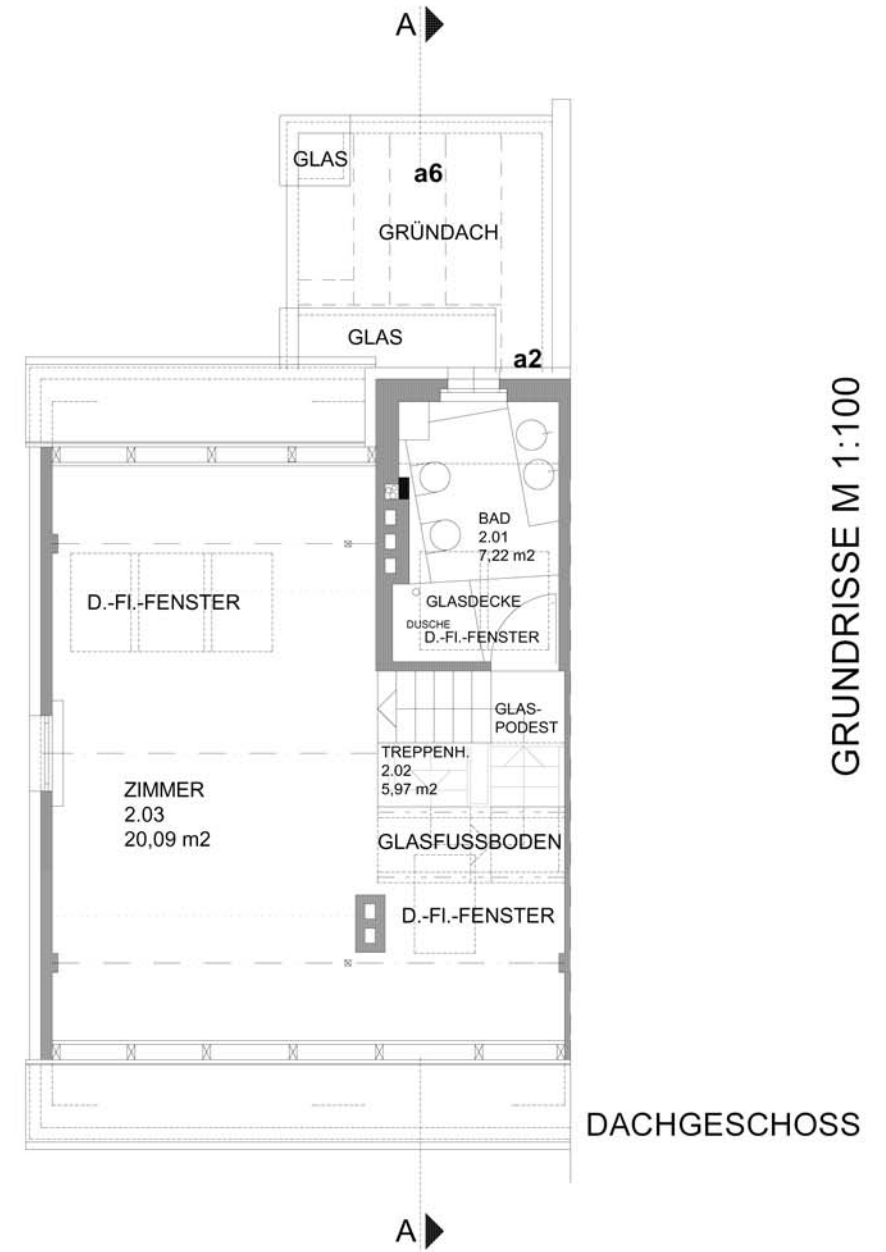 A
GLAS
a6
GRÜNDACH
GLAS
a2
BAD
2.01
7,22 m2
D.-Fl.-FENSTER
GLASDECKE
DUSCHE
D.-Fl.-FENSTER
GLAS-
PODEST
TREPPENH.
2.02
5,97 m2
ZIMMER
2.03
20,09 m2
GLASFUSSBODEN
D.-Fl.-FENSTER
DACHGESCHOSS
A
GRUNDRISSE M 1:100